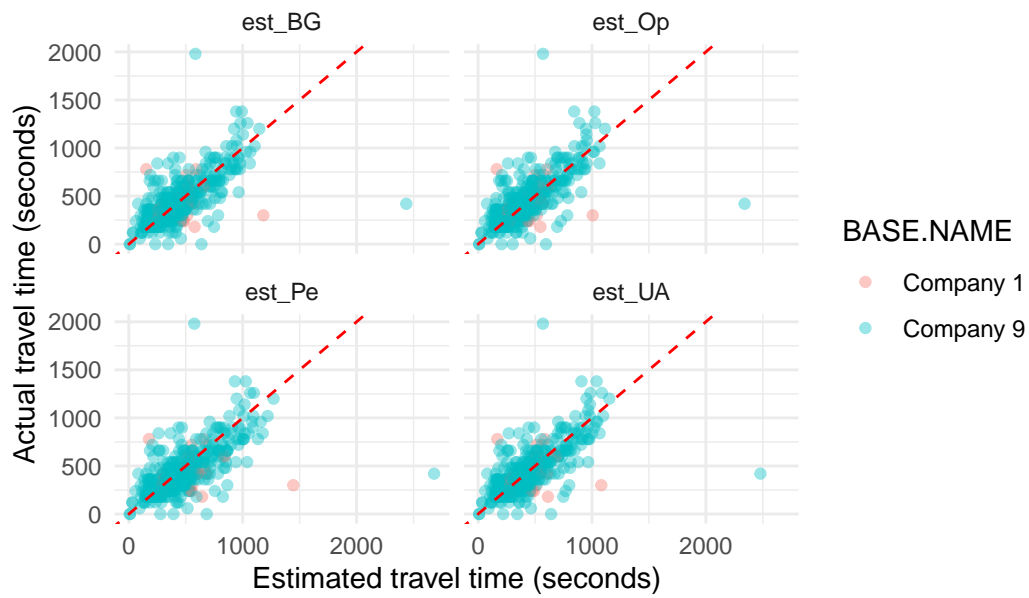 est_BG
est_Op
2000
1500
1000
500
0
est_Pe
est_UA
2000
1500
1000
500
0
0
1000
2000
0
1000
2000
Estimated travel time (seconds)
Actual travel time (seconds)
BASE.NAME
Company 1
Company 9